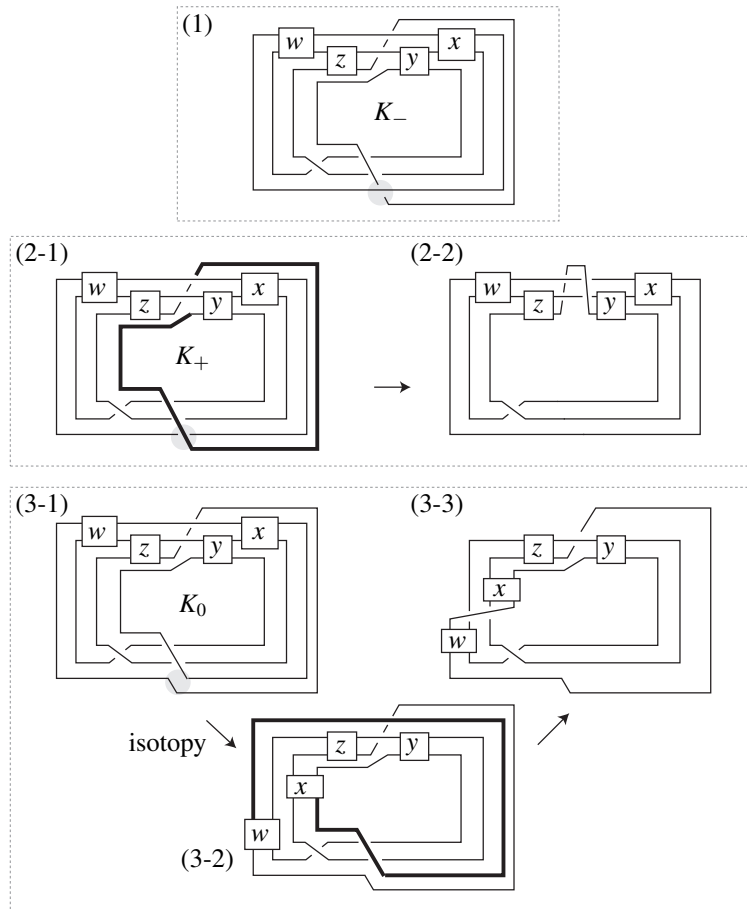 (1)
w
x
z
y
K−
(2-1)
w
x
z
y
K+
(2-2)
w
x
z
y
(3-1)
w
x
z
y
K0
(3-3)
z
y
x
w
isotopy
z
y
x
w
(3-2)